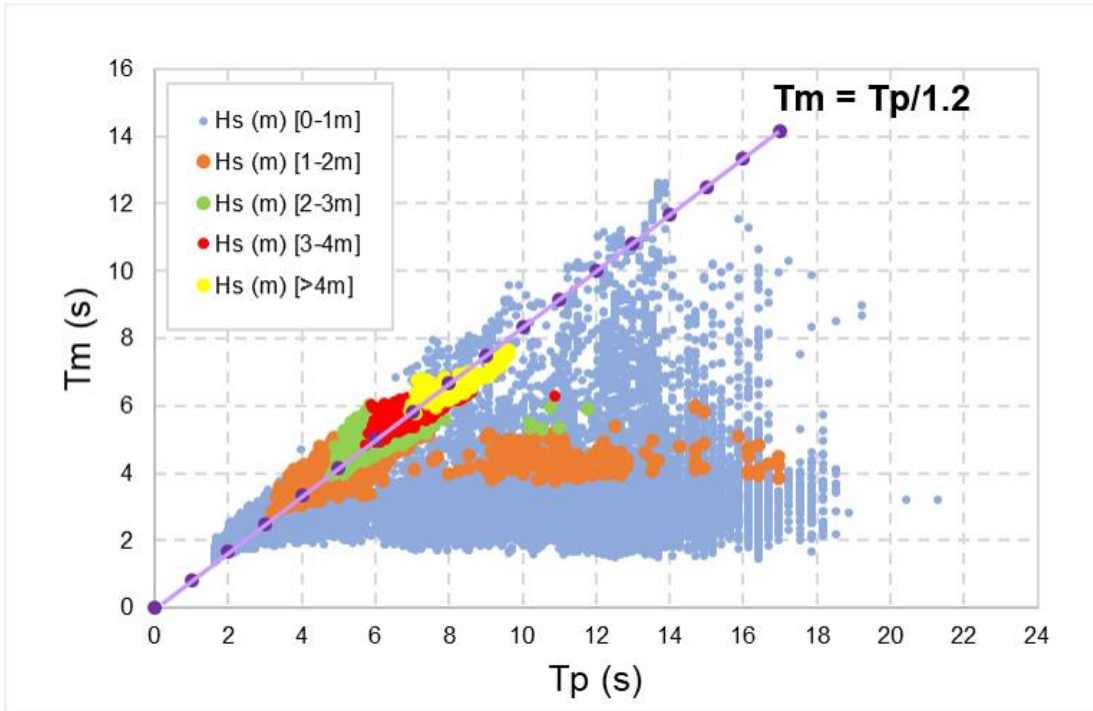 16
14
12
10
8
6
4
2
0
Tm (s)
Hs (m) [0-1m]
Hs (m) [1-2m]
Hs (m) [2-3m]
Hs (m) [3-4m]
Hs (m) [>4m]
Tm = Tp/1.2
0 2 4 6 8 10 12 14 16 18 20 22 24
Tp (s)